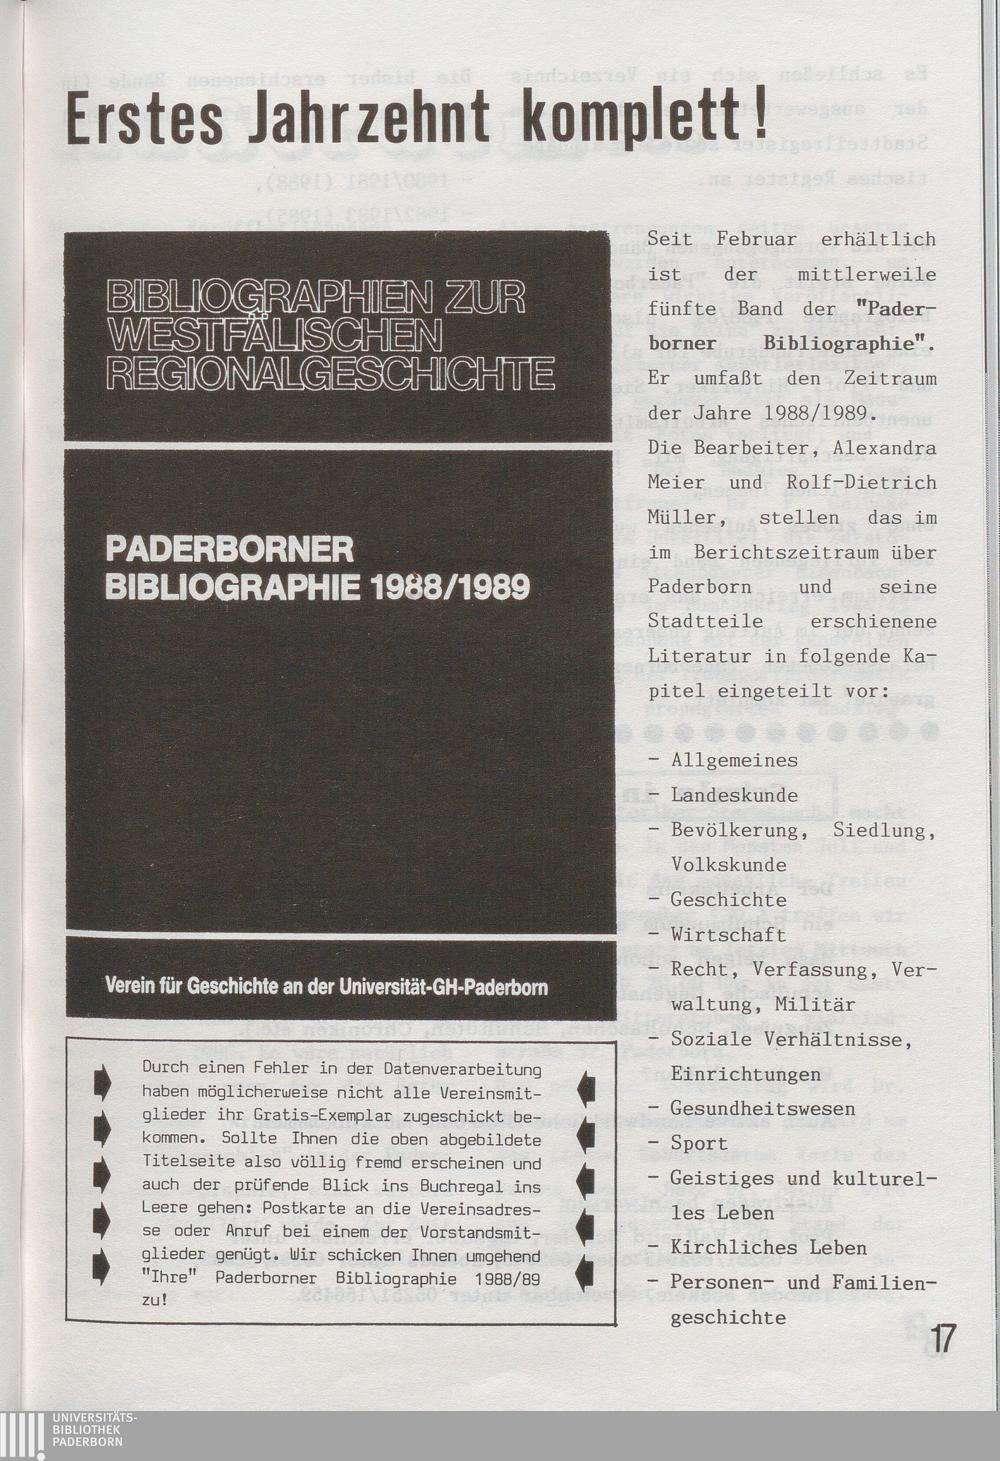 Erstes Jahrzehnt komplett!
BIBLIOGRAPHIEN ZUR
WESTFÄLISCHEN
REGIONALGESCHICHTE
PADERBORNER
BIBLIOGRAPHIE 1988/1989
Verein für Geschichte an der Universität-GH-Paderborn
Durch einen Fehler in der Datenverarbeitung
haben möglicherweise nicht alle Vereinsmit-
glieder ihr Gratis-Exemplar zugeschickt be-
kommen. Sollte Ihnen die oben abgebildete
Titelseite also völlig fremd erscheinen und
auch der prüfende Blick ins Buchregal ins
Leere gehen: Postkarte an die Vereinsadres-
se oder Anruf bei einem der Vorstandsmit-
glieder genügt. Wir schicken Ihnen umgehend
"Ihre" Paderborner Bibliographie 1988/89
zu!
Seit Februar erhältlich
ist der mittlerweile
fünfte Band der "Pader-
borner Bibliographie".
Er umfaßt den Zeitraum
der Jahre 1988/1989.
Die Bearbeiter, Alexandra
Meier und Rolf-Dietrich
Müller, stellen das im
im Berichtszeitraum über
Paderborn und seine
Stadtteile erschienene
Literatur in folgende Ka-
pitel eingeteilt vor:
- Allgemeines
- Landeskunde
- Bevölkerung, Siedlung,
Volkskunde
- Geschichte
- Wirtschaft
- Recht, Verfassung, Ver-
waltung, Militär
- Soziale Verhältnisse,
Einrichtungen
- Gesundheitswesen
- Sport
- Geistiges und kulturel-
les Leben
- Kirchliches Leben
- Personen- und Familien-
geschichte
17
UNIVERSITÄTS-
BIBLIOTHEK
PADERBORN